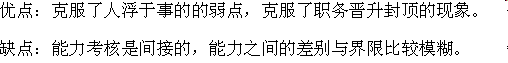 优点：克服了人浮于事的的弱点，克服了职务晋升封顶的现象。
缺点：能力考核是间接的，能力之间的差别与界限比较模糊。